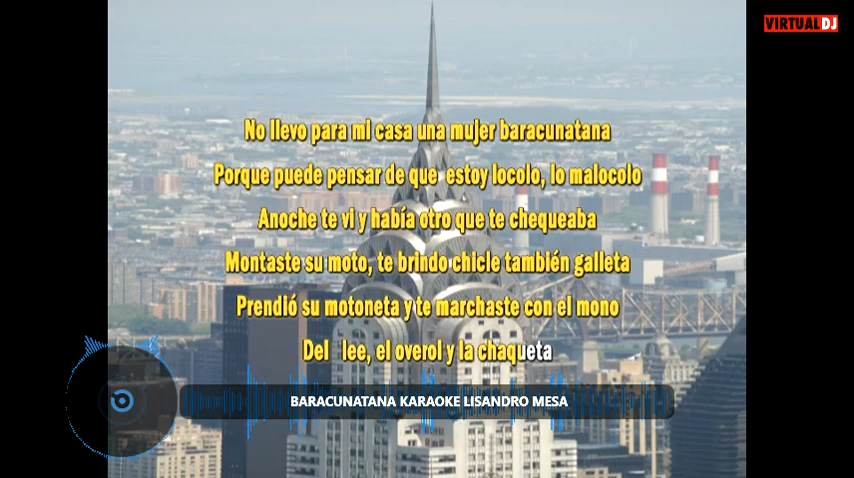 VIRTUALDJ
No llevo para mi casa una mujer baracunatana
Porque puede pensar de que estoy locolo, lo malocolo
Anoche te vi y había otro que te chequeaba
Montaste su moto, te brindo chicle también galleta
Prendió su motoneta y te marchaste con el mono
Del lee, el overol y la chaqueta
BARACUNATANA KARAOKE LISANDRO MESA